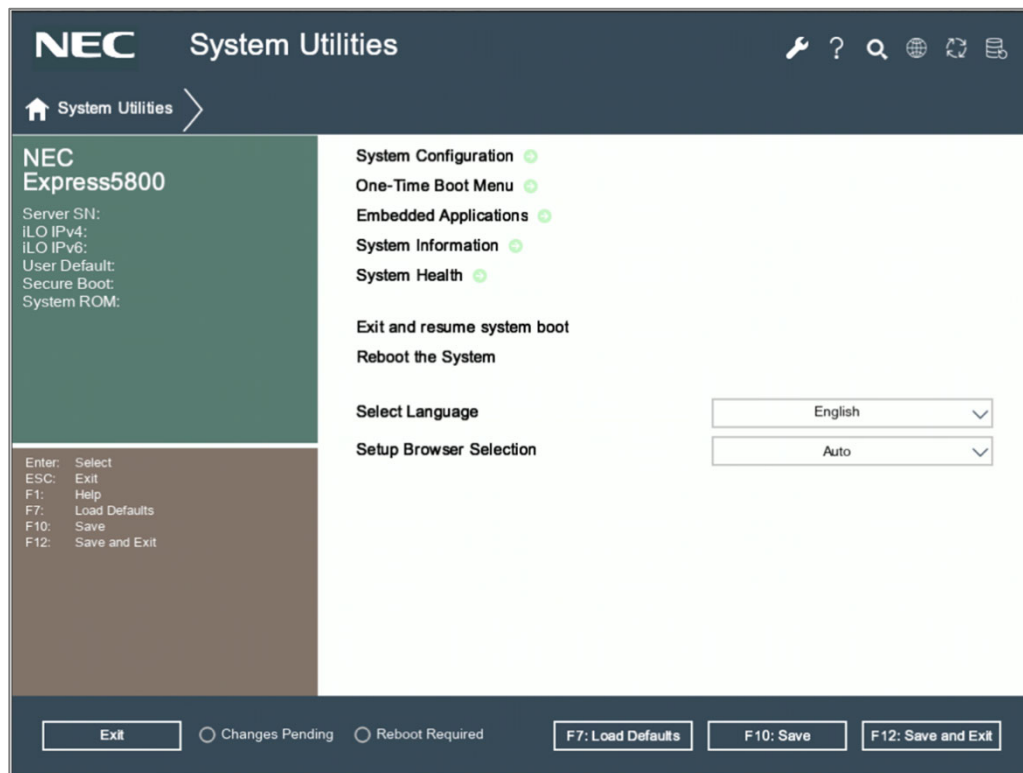 NEC System Utilities
System Utilities
NEC
Express5800
Server SN:
iLO IPv4:
iLO IPv6:
User Default:
Secure Boot:
System ROM:
Enter: Select
ESC: Exit
F1: Help
F7: Load Defaults
F10: Save
F12: Save and Exit
System Configuration
One-Time Boot Menu
Embedded Applications
System Information
System Health
Exit and resume system boot
Reboot the System
Select Language English
Setup Browser Selection Auto
Exit Changes Pending Reboot Required F7: Load Defaults F10: Save F12: Save and Exit